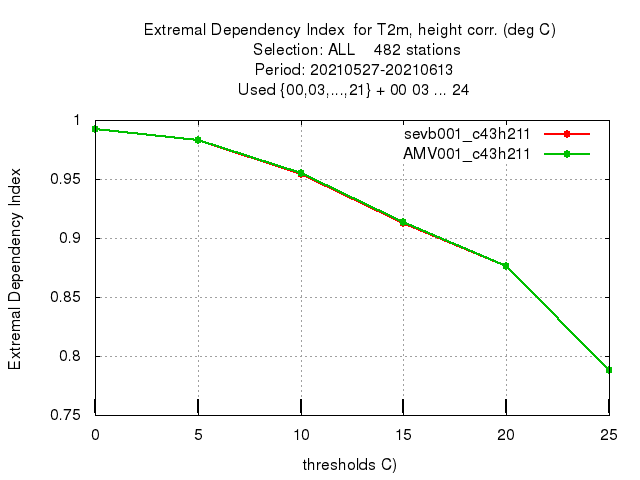 Extremal Dependency Index  for T2m, height corr. (deg C)
Selection: ALL    482 stations
Period: 20210527-20210613
Used {00,03,...,21} + 00 03 ... 24
sevb001_c43h211
AMV001_c43h211
Extremal Dependency Index
1
0.95
0.9
0.85
0.8
0.75
0 5 10 15 20 25
thresholds C)